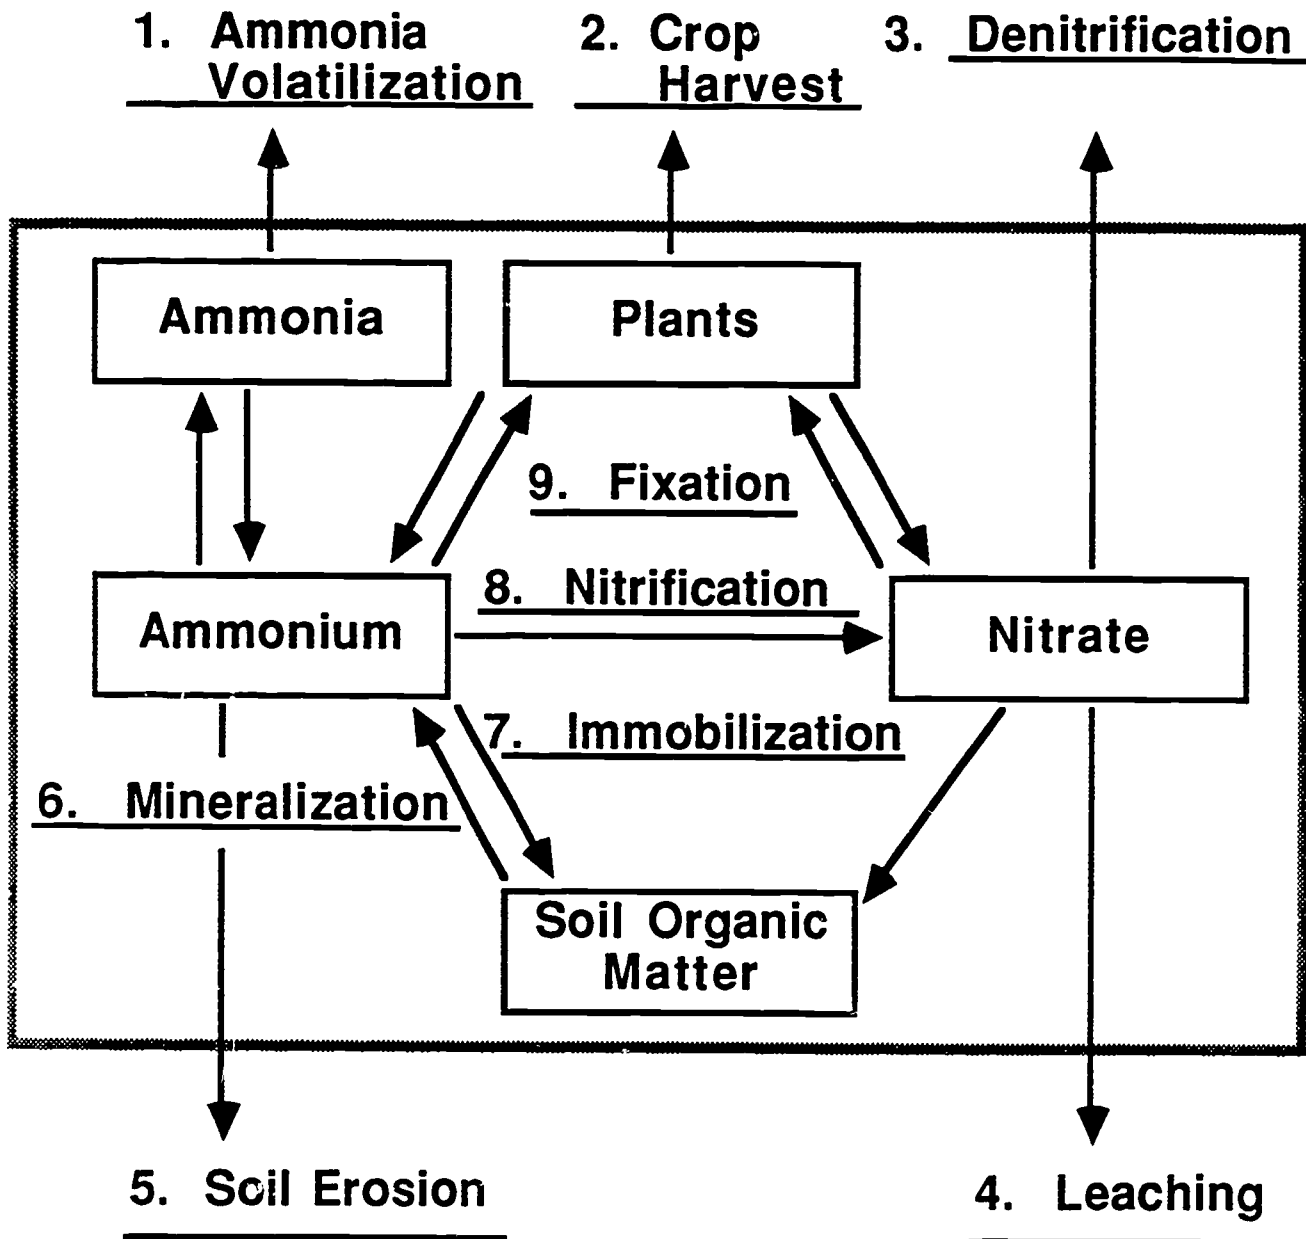 1. Ammonia
Volatilization
2. Crop
Harvest
3. Denitrification
Ammonia
Plants
9. Fixation
8. Nitrification
Ammonium
Nitrate
7. Immobilization
6. Mineralization
Soil Organic
Matter
5. Soil Erosion
4. Leaching